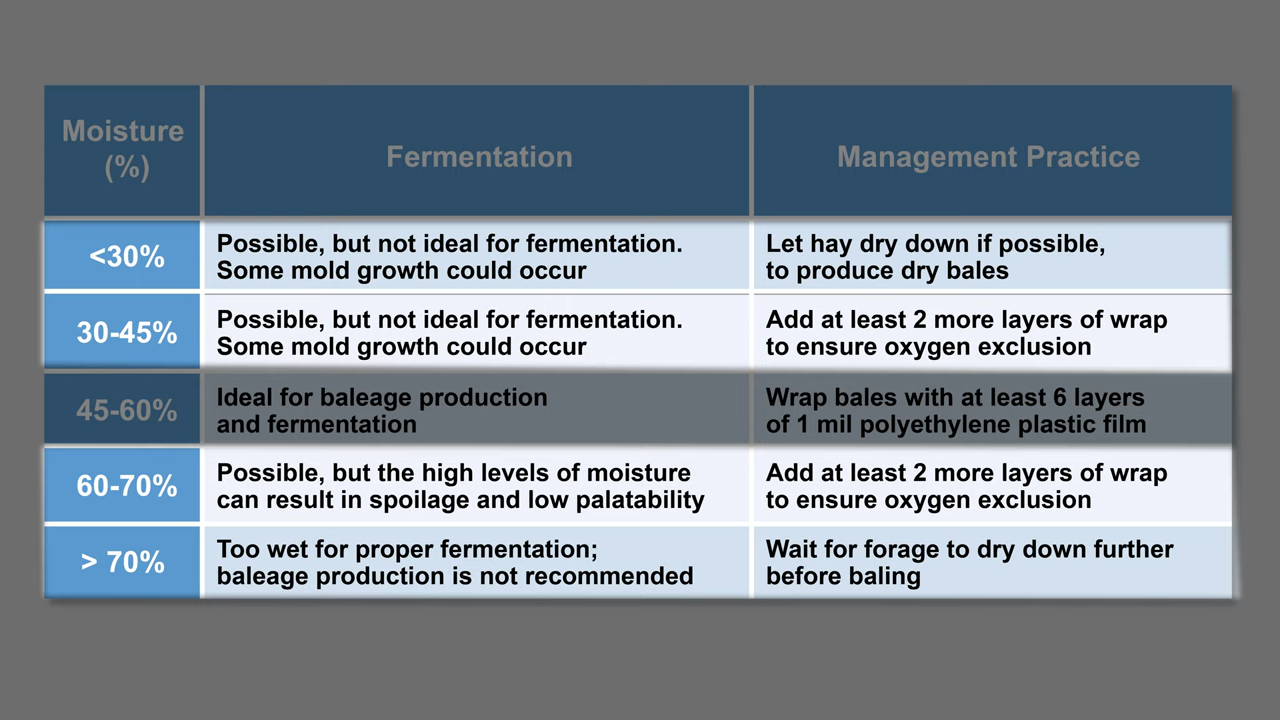 Moisture
(%)
Fermentation
Management Practice
<30%
Possible, but not ideal for fermentation.
Some mold growth could occur
Let hay dry down if possible,
to produce dry bales
30-45%
Possible, but not ideal for fermentation.
Some mold growth could occur
Add at least 2 more layers of wrap
to ensure oxygen exclusion
45-60%
Ideal for baleage production
and fermentation
Wrap bales with at least 6 layers
of 1 mil polyethylene plastic film
60-70%
Possible, but the high levels of moisture
can result in spoilage and low palatability
Add at least 2 more layers of wrap
to ensure oxygen exclusion
> 70%
Too wet for proper fermentation;
baleage production is not recommended
Wait for forage to dry down further
before baling